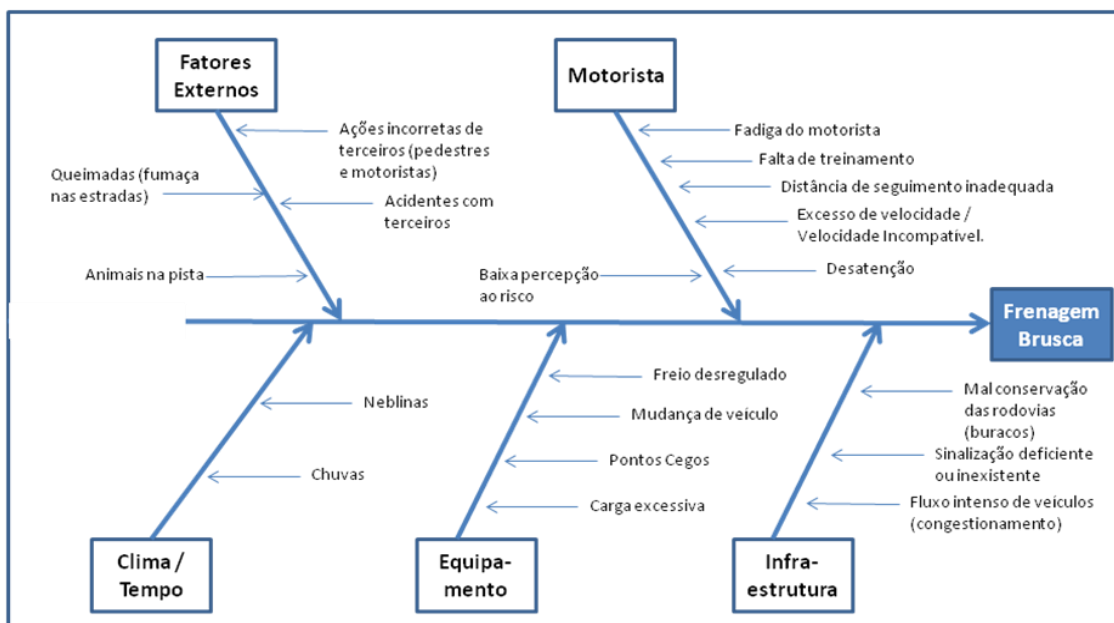 Fatores
Externos
Motorista
Ações incorretas de
terceiros (pedestres
e motoristas)
Queimadas (fumaça
nas estradas)
Acidentes com
terceiros
Animais na pista
Fadiga do motorista
Falta de treinamento
Distância de seguimento inadequada
Excesso de velocidade /
Velocidade Incompatível.
Baixa percepção
ao risco
Desatenção
Frenagem
Brusca
Neblinas
Chuvas
Freio desregulado
Mudança de veículo
Pontos Cegos
Carga excessiva
Mal conservação
das rodovias
(buracos)
Sinalização deficiente
ou inexistente
Fluxo intenso de veículos
(congestionamento)
Clima /
Tempo
Equipa-
mento
Infra-
estrutura